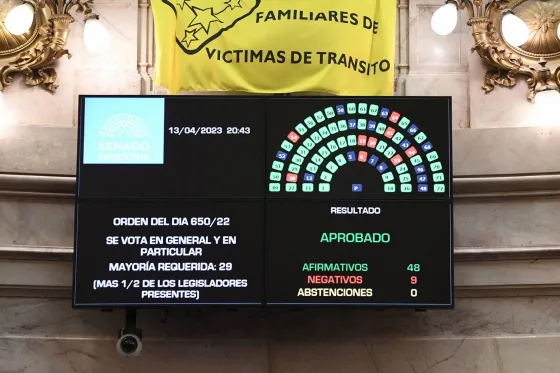 FAMILIARES DE
VICTIMAS DE TRANSITO
SENADO
ARGENTINA
13/04/2023 20:43
ORDEN DEL DIA 650/22
SE VOTA EN GENERAL Y EN
PARTICULAR
MAYORÍA REQUERIDA: 29
(MAS 1/2 DE LOS LEGISLADORES
PRESENTES)
P
RESULTADO
APROBADO
AFIRMATIVOS 48
NEGATIVOS 9
ABSTENCIONES 0